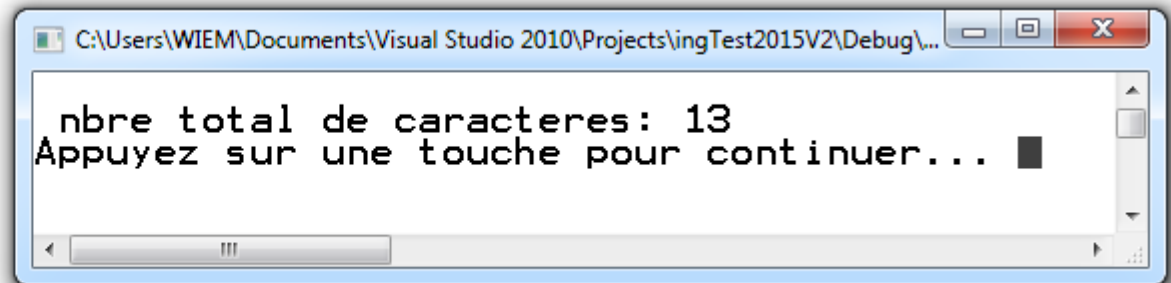 C:\Users\WIEM\Documents\Visual Studio 2010\Projects\ingTest2015V2\Debug\...
nbre total de caracteres: 13
Appuyez sur une touche pour continuer...